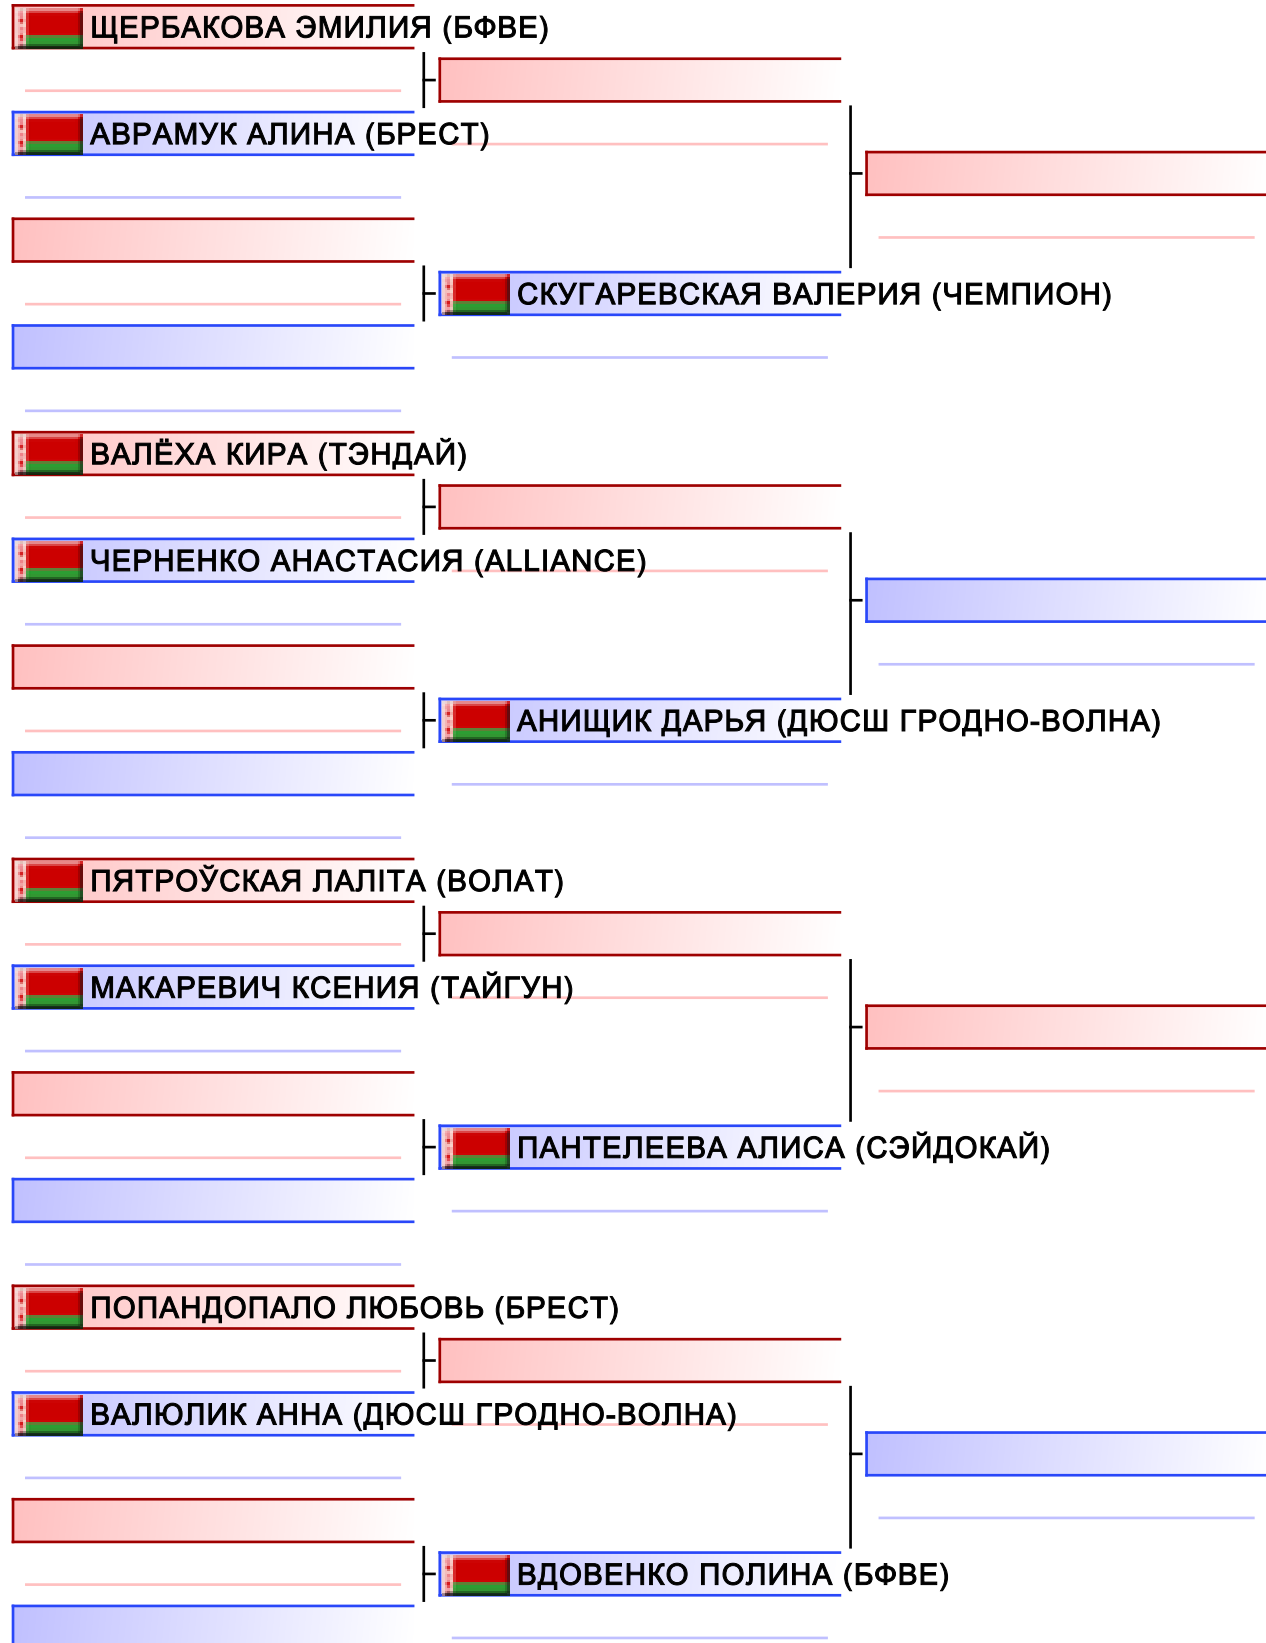 ЩЕРБАКОВА ЭМИЛИЯ (БФВЕ)
АВРАМУК АЛИНА (БРЕСТ)
СКУГАРЕВСКАЯ ВАЛЕРИЯ (ЧЕМПИОН)
ВАЛЁХА КИРА (ТЭНДАЙ)
ЧЕРНЕНКО АНАСТАСИЯ (ALLIANCE)
АНИЩИК ДАРЬЯ (ДЮСШ ГРОДНО-ВОЛНА)
ПЯТРОЎСКАЯ ЛАЛІТА (ВОЛАТ)
МАКАРЕВИЧ КСЕНИЯ (ТАЙГУН)
ПАНТЕЛЕЕВА АЛИСА (СЭЙДОКАЙ)
ПОПАНДОПАЛО ЛЮБОВЬ (БРЕСТ)
ВАЛЮЛИК АННА (ДЮСШ ГРОДНО-ВОЛНА)
ВДОВЕНКО ПОЛИНА (БФВЕ)